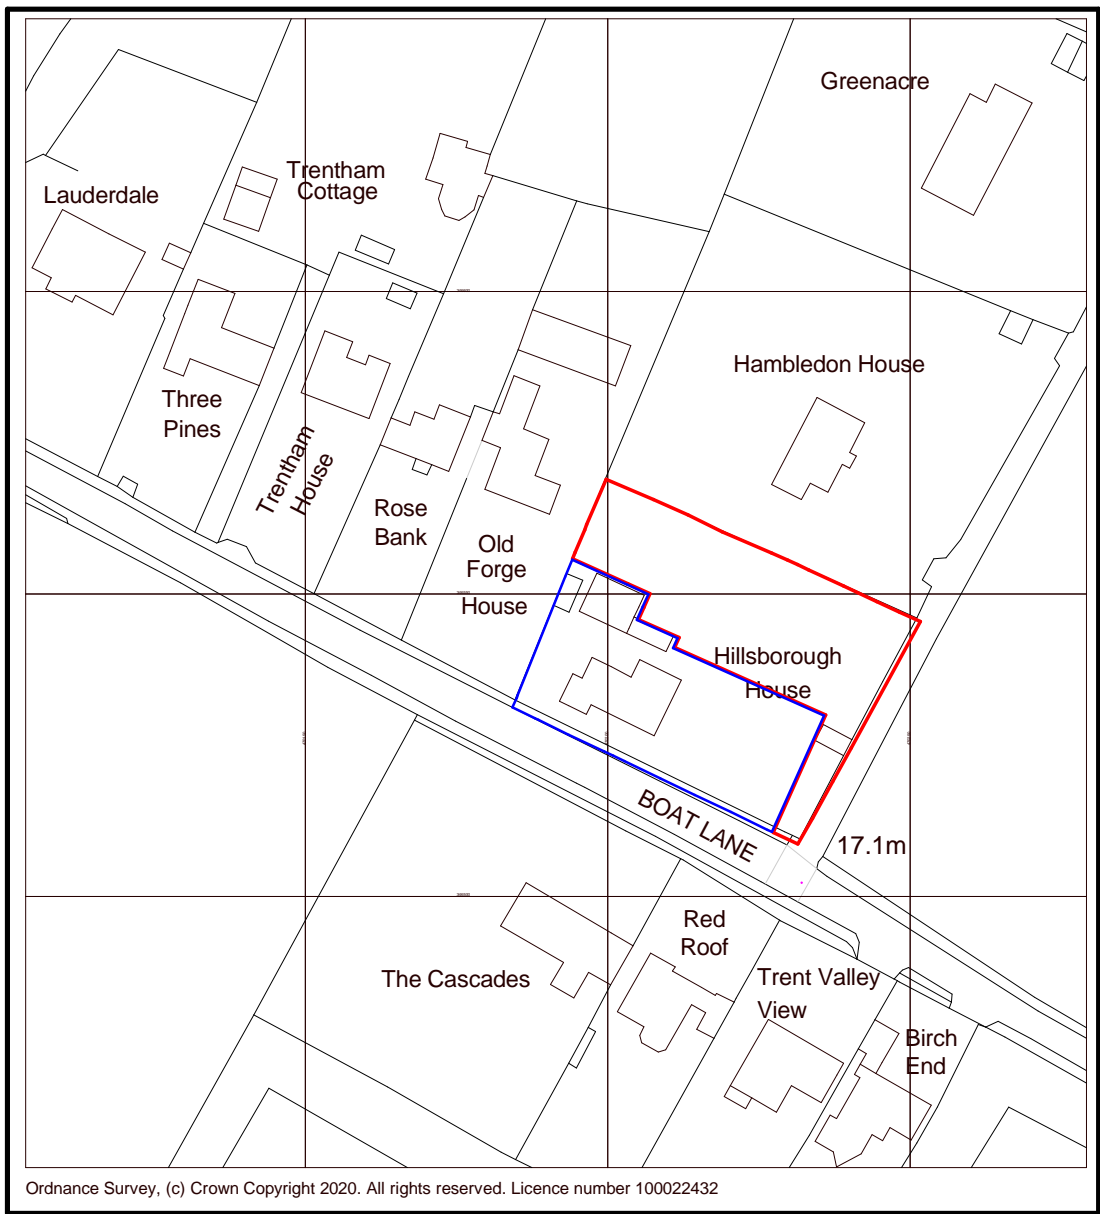 Greenacre
Trentham
Cottage
Lauderdale
Hambledon House
Three
Pines
Trentham
House
Rose
Bank
Old
Forge
House
Hillsborough
House
BOAT LANE
17.1m
Red
Roof
The Cascades
Trent Valley
View
Birch
End
Ordnance Survey, (c) Crown Copyright 2020. All rights reserved. Licence number 100022432